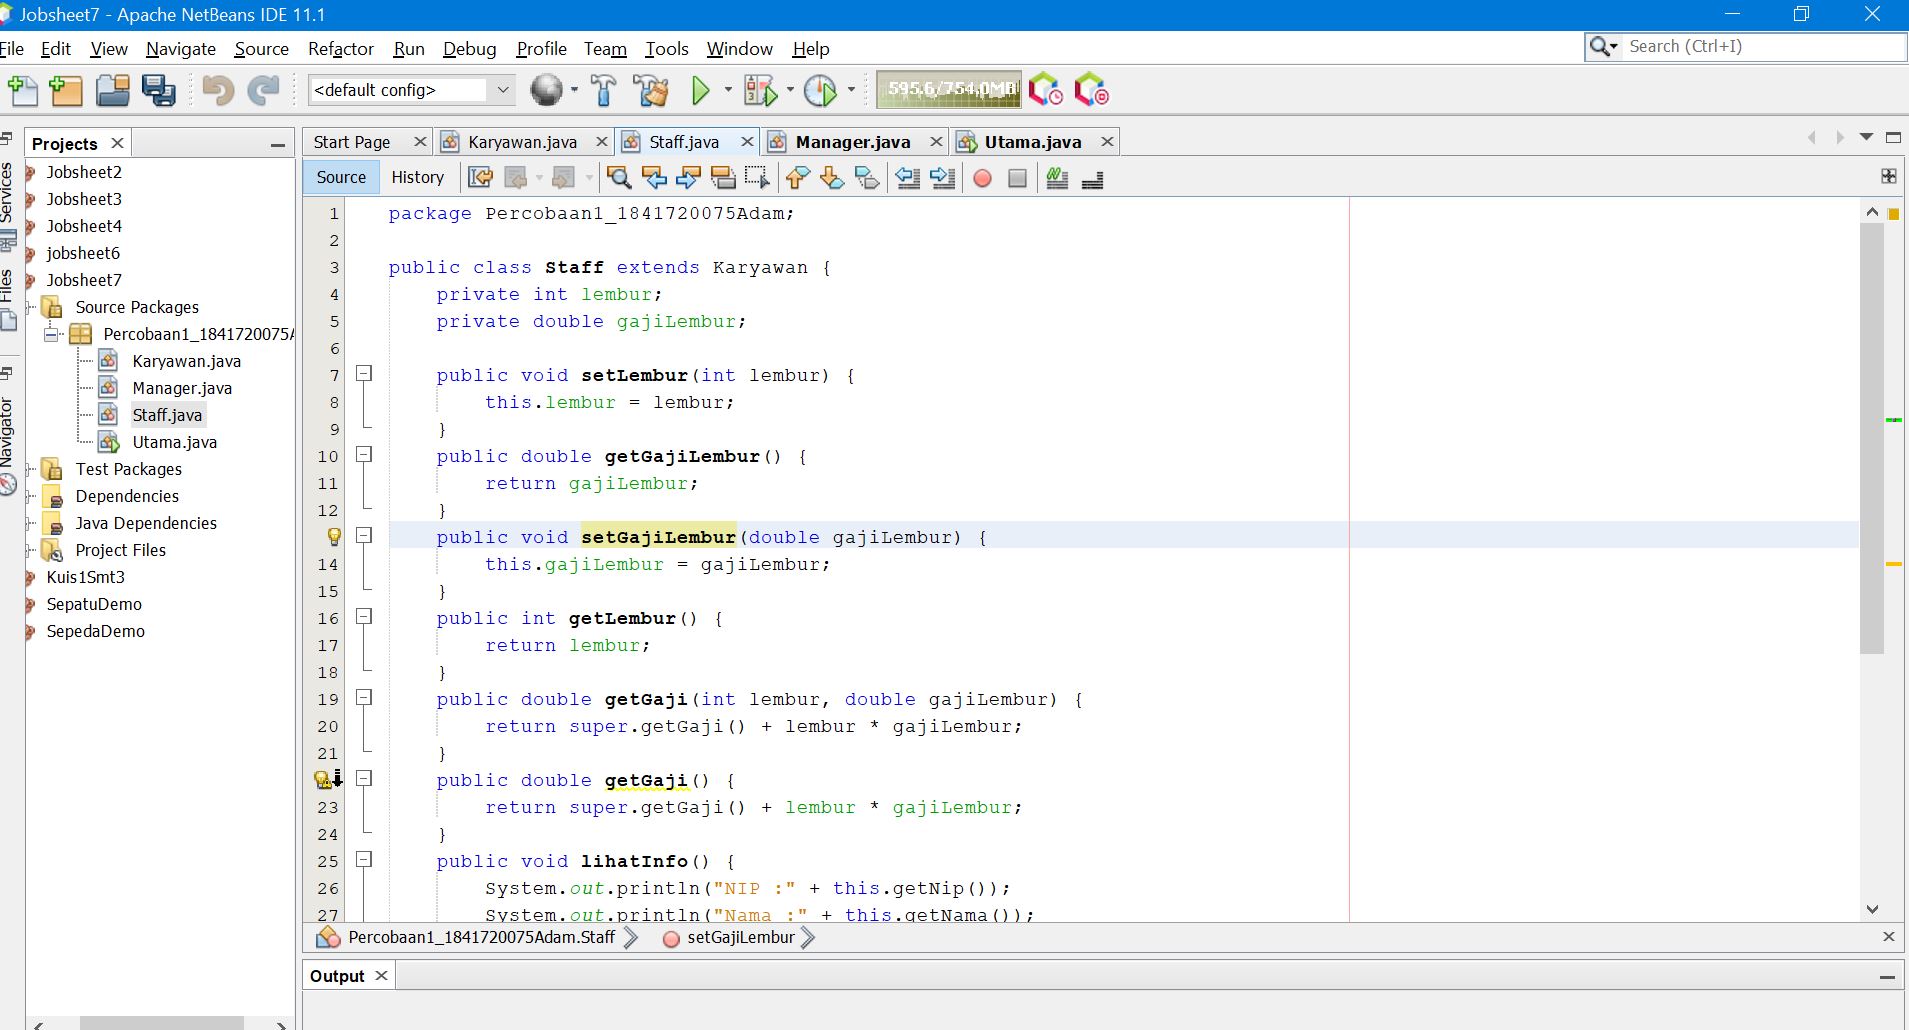 Jobsheet7 - Apache NetBeans IDE 11.1
File Edit View Navigate Source Refactor Run Debug Profile Team Tools Window Help
Search (Ctrl+I)
<default config>
595.6/754.0MB
Services
Files
Navigator
Projects
Jobsheet2
Jobsheet3
Jobsheet4
jobsheet6
Jobsheet7
Source Packages
Percobaan1_1841720075A
Karyawan.java
Manager.java
Staff.java
Utama.java
Test Packages
Dependencies
Java Dependencies
Project Files
Kuis1Smt3
SepatuDemo
SepedaDemo
Start Page Karyawan.java Staff.java Manager.java Utama.java
Source History
1 package Percobaan1_1841720075Adam;
2
3 public class Staff extends Karyawan {
4 private int lembur;
5 private double gajiLembur;
6
7 public void setLembur(int lembur) {
8 this.lembur = lembur;
9 }
10 public double getGajiLembur() {
11 return gajiLembur;
12 }
public void setGajiLembur(double gajiLembur) {
14 this.gajiLembur = gajiLembur;
15 }
16 public int getLembur() {
17 return lembur;
18 }
19 public double getGaji(int lembur, double gajiLembur) {
20 return super.getGaji() + lembur * gajiLembur;
21 }
public double getGaji() {
23 return super.getGaji() + lembur * gajiLembur;
24 }
25 public void lihatInfo() {
26 System.out.println("NIP :" + this.getNip());
27 System.out.println("Nama :" + this.getNama());
Percobaan1_1841720075Adam.Staff setGajiLembur
Output